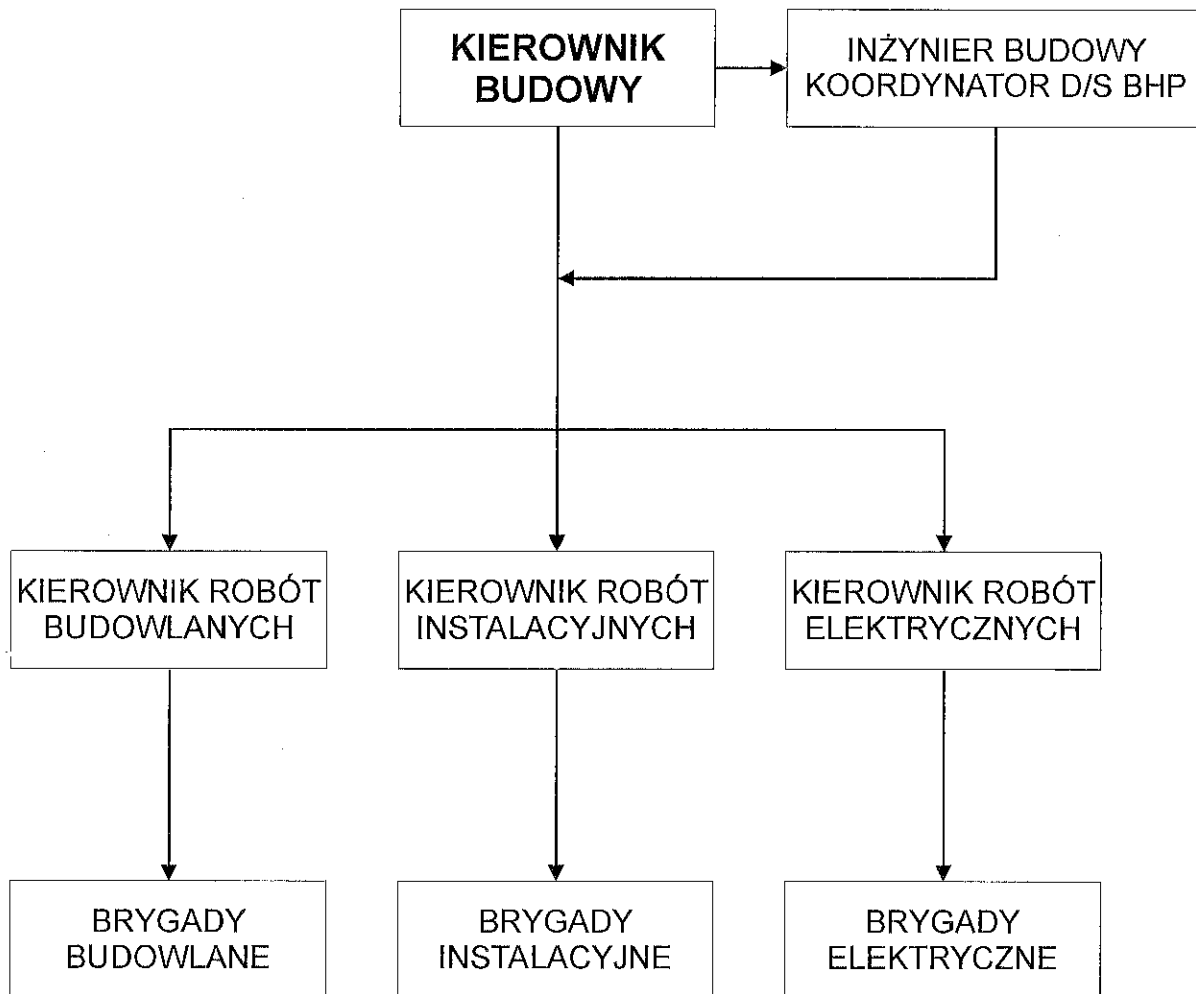 KIEROWNIK
BUDOWY
INŻYNIER BUDOWY
KOORDYNATOR D/S BHP
KIEROWNIK ROBÓT
BUDOWLANYCH
KIEROWNIK ROBÓT
INSTALACYJNYCH
KIEROWNIK ROBÓT
ELEKTRYCZNYCH
BRYGADY
BUDOWLANE
BRYGADY
INSTALACYJNE
BRYGADY
ELEKTRYCZNE